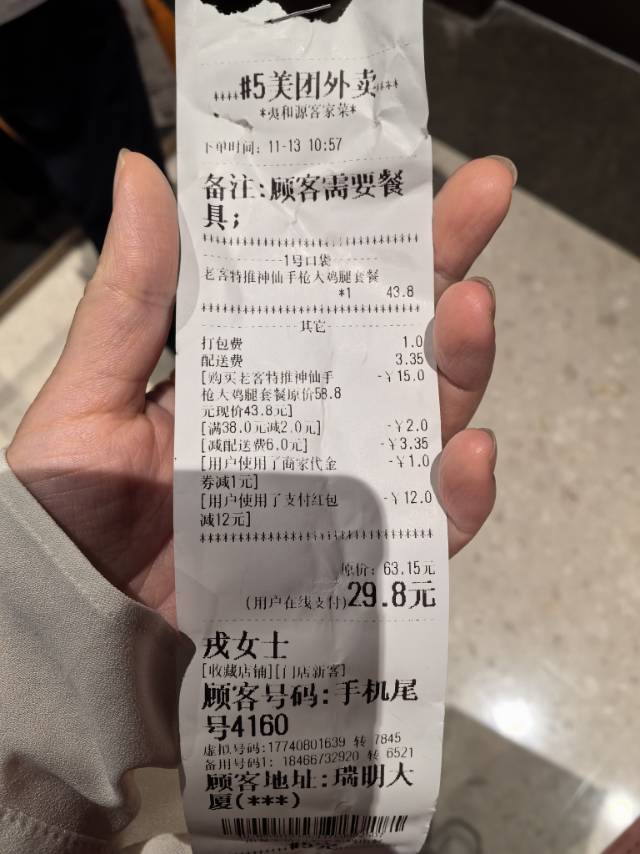 ****#5美团外卖****
*夷和源客家菜*
下单时间: 11-13 10:57
备注:顾客需要餐
具;
1号口袋
老客特推神仙手枪大鸡腿套餐
*1 43.8
其它
打包费 1.0
配送费 3.35
[购买老客特推神仙手 -￥15.0
枪大鸡腿套餐原价58.8
元现价43.8元]
[满38.0元减2.0元] -￥2.0
[减配送费6.0元] -￥3.35
[用户使用了商家代金 -￥1.0
券减1元]
[用户使用了支付红包 -￥12.0
减12元]
原价: 63.15元
(用户在线支付)29.8元
戎女士
[收藏店铺][门店新客]
顾客号码:手机尾
号4160
虚拟号码:17740801639 转 7845
备用号码1: 18466732920 转 6521
顾客地址:瑞明大
厦(***)